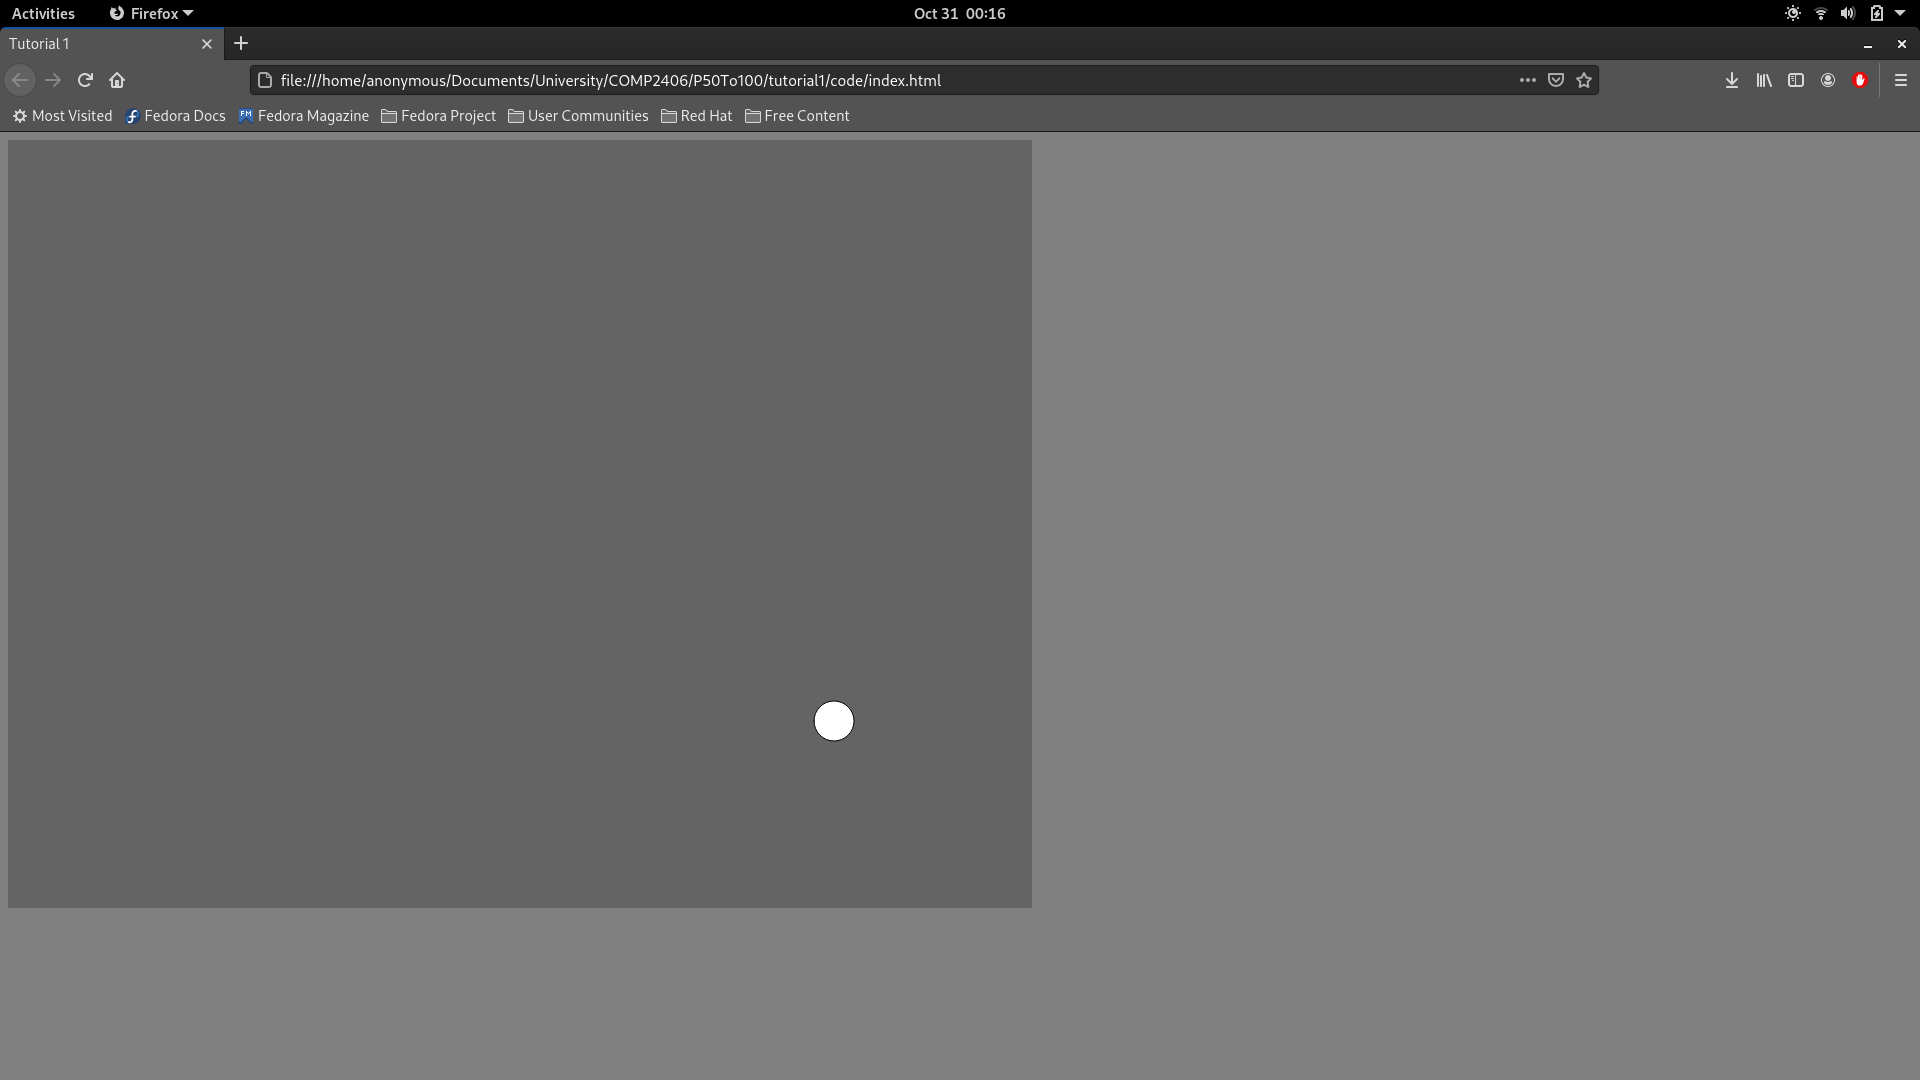 Activities Firefox Oct 31 00:16
Tutorial 1
file:///home/anonymous/Documents/University/COMP2406/P50To100/tutorial1/code/index.html
Most Visited Fedora Docs FM Fedora Magazine Fedora Project User Communities Red Hat Free Content